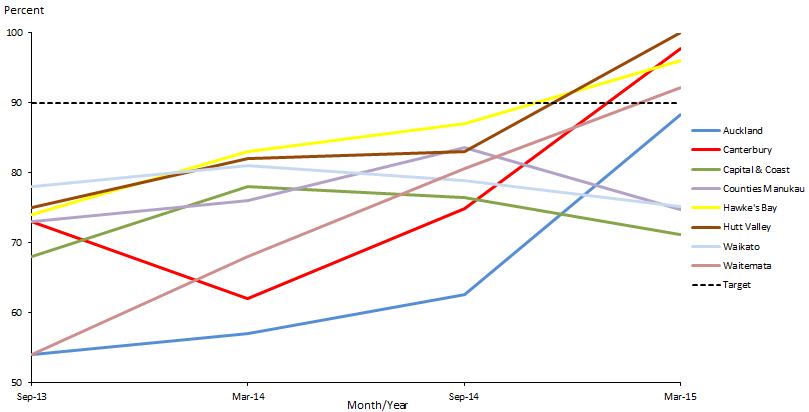 Percent
100
90
80
70
60
50
Sep-13
Mar-14
Sep-14
Mar-15
Month/Year
Auckland
Canterbury
Capital & Coast
Counties Manukau
Hawke's Bay
Hutt Valley
Waikato
Waitemata
Target